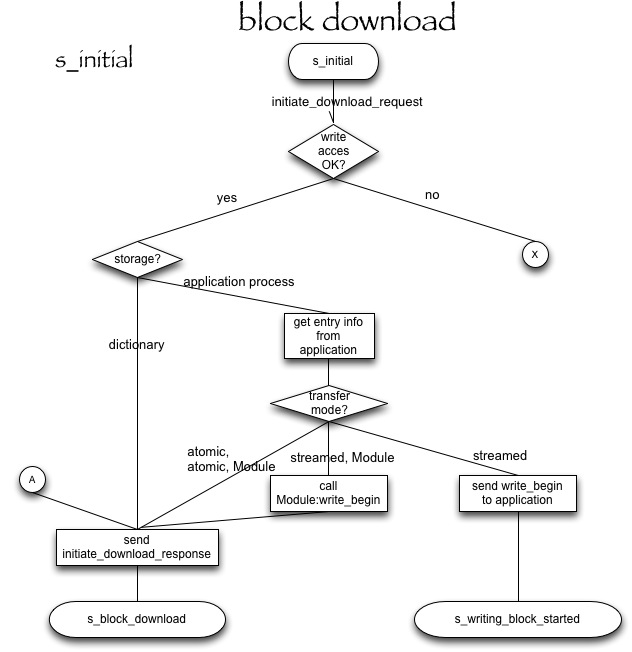 block download
s_initial
s_initial
initiate_download_request
write
acces
OK?
yes
no
storage?
X
application process
get entry info
from
application
dictionary
transfer
mode?
atomic,
atomic, Module
streamed, Module
streamed
A
call
Module:write_begin
send write_begin
to application
send
initiate_download_response
s_block_download
s_writing_block_started